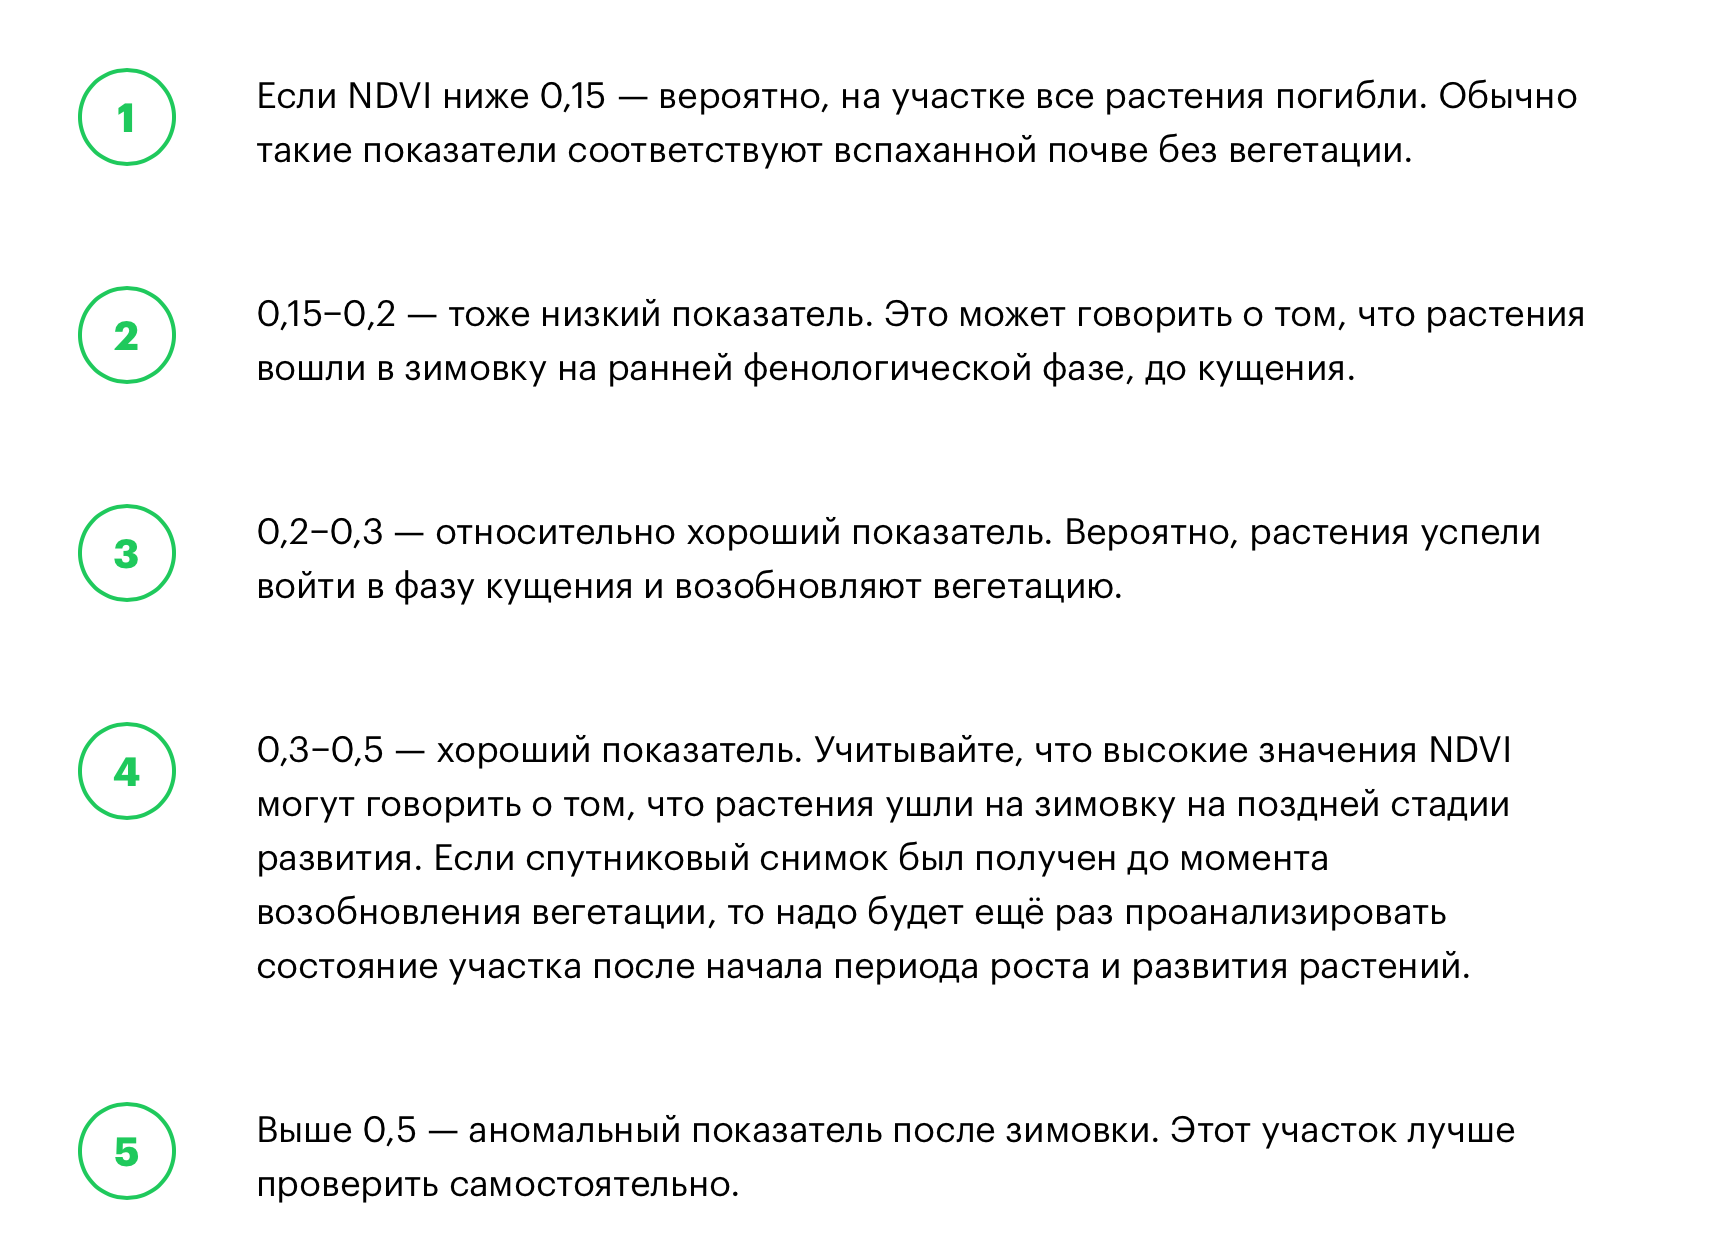 1
Если NDVI ниже 0,15 — вероятно, на участке все растения погибли. Обычно
такие показатели соответствуют вспаханной почве без вегетации.
2
0,15–0,2 — тоже низкий показатель. Это может говорить о том, что растения
вошли в зимовку на ранней фенологической фазе, до кущения.
3
0,2–0,3 — относительно хороший показатель. Вероятно, растения успели
войти в фазу кущения и возобновляют вегетацию.
4
0,3–0,5 — хороший показатель. Учитывайте, что высокие значения NDVI
могут говорить о том, что растения ушли на зимовку на поздней стадии
развития. Если спутниковый снимок был получен до момента
возобновления вегетации, то надо будет ещё раз проанализировать
состояние участка после начала периода роста и развития растений.
5
Выше 0,5 — аномальный показатель после зимовки. Этот участок лучше
проверить самостоятельно.